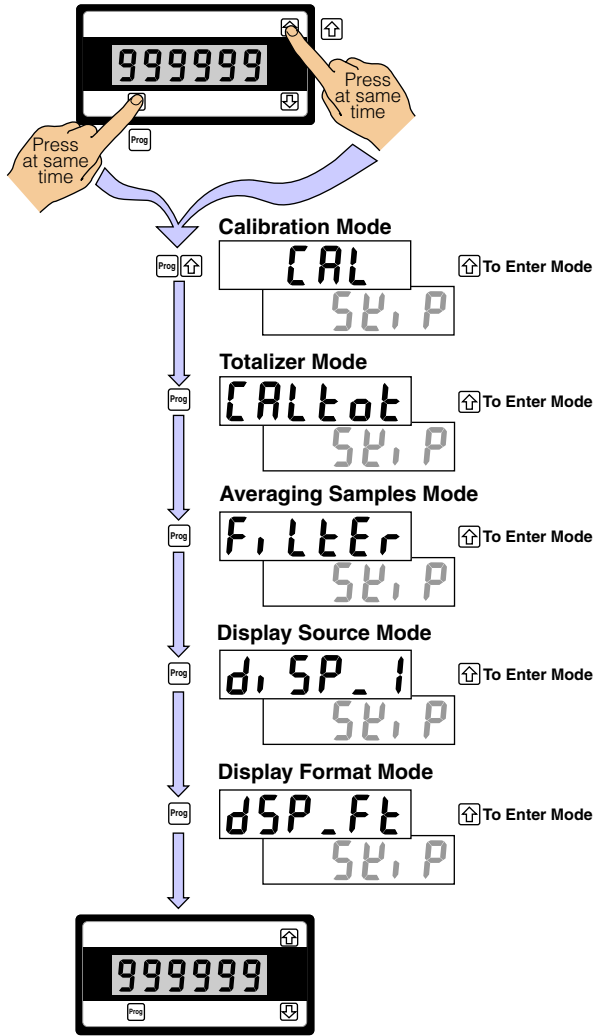 999999
Press
at same
time
Press
at same
time
Prog
Calibration Mode
Prog
CAL
To Enter Mode
SKiP
Totalizer Mode
Prog
CALtot
To Enter Mode
SKiP
Averaging Samples Mode
Prog
FiLtEr
To Enter Mode
SKiP
Display Source Mode
Prog
diSP_1
To Enter Mode
SKiP
Display Format Mode
Prog
dSP_Ft
To Enter Mode
SKiP
999999
Prog